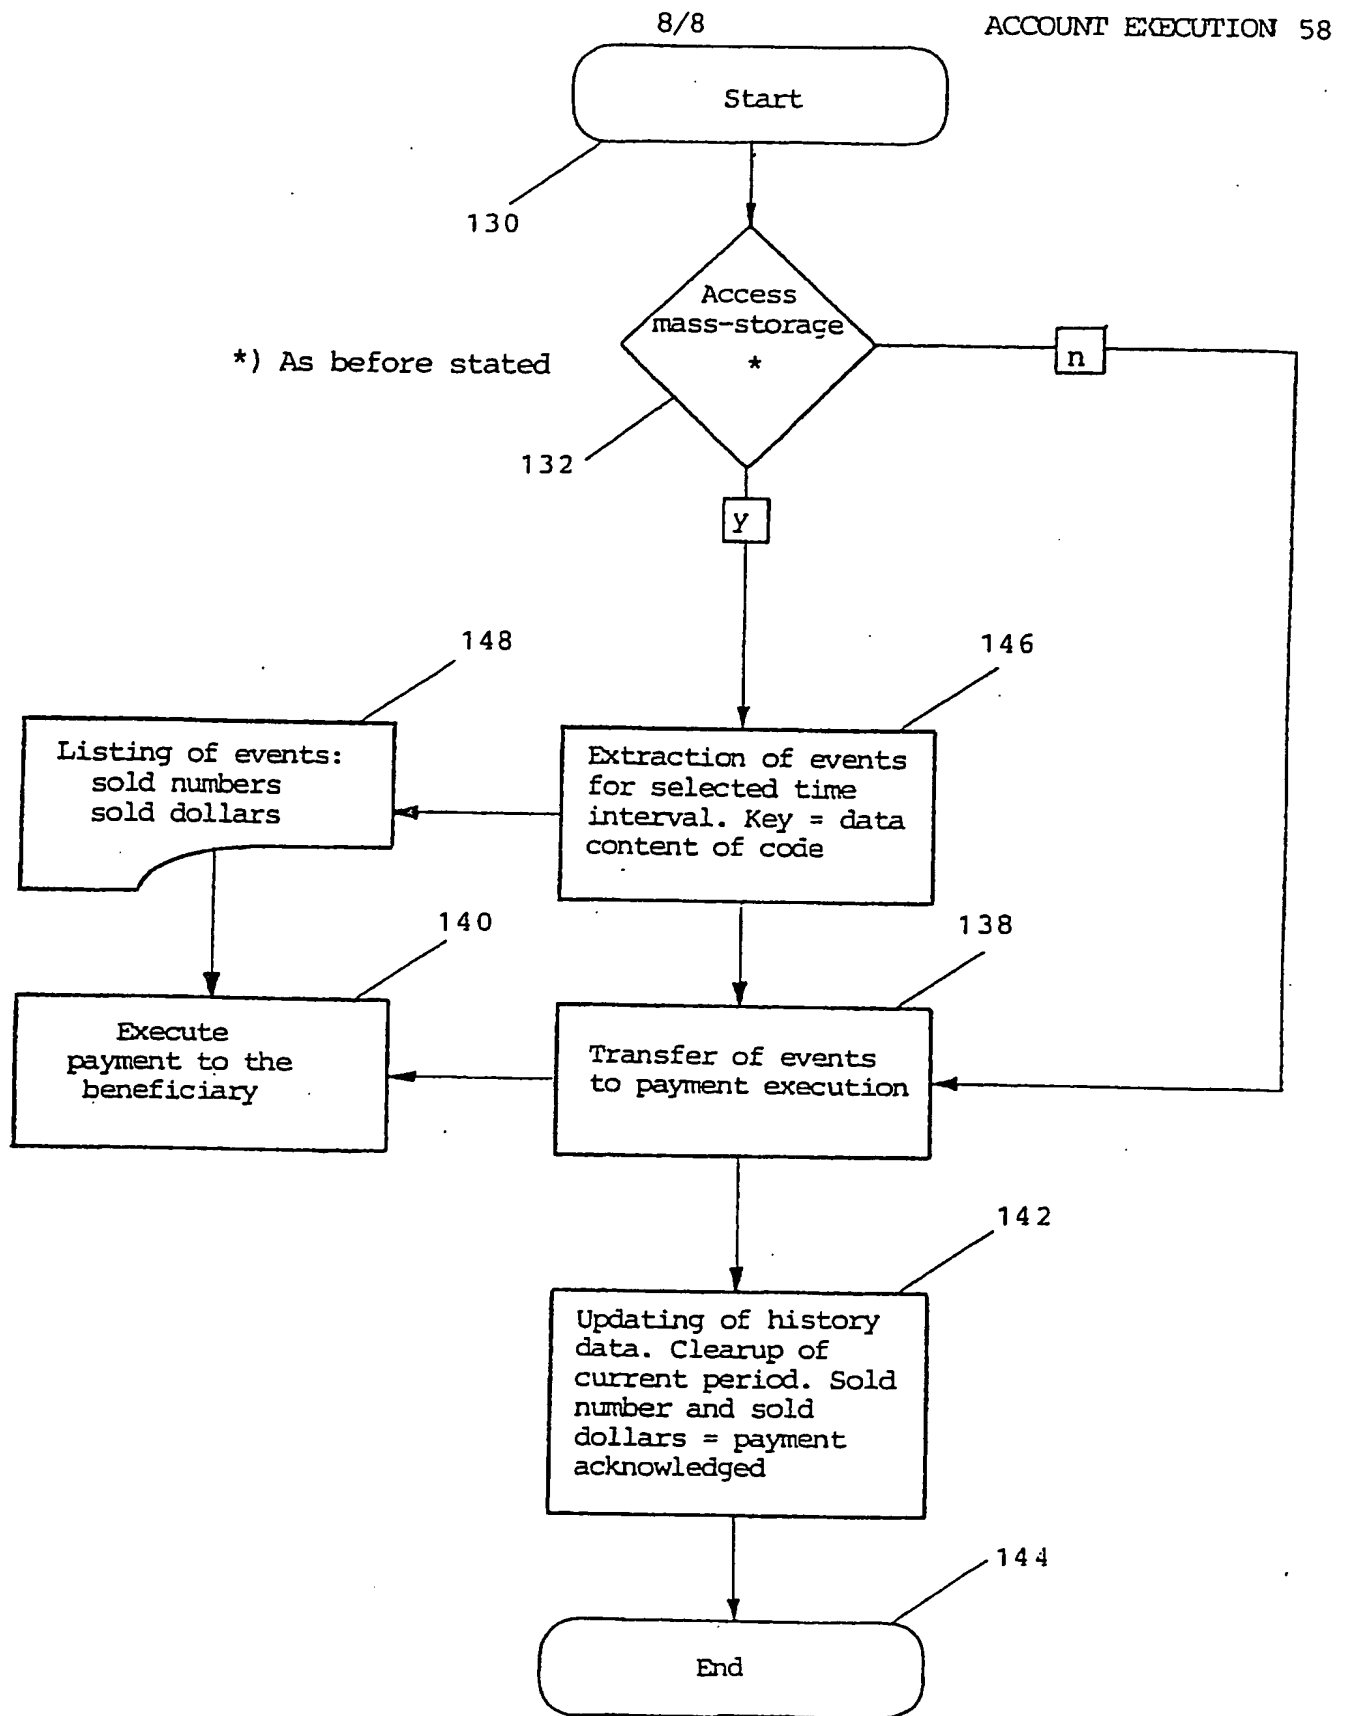 8/8
ACCOUNT EXECUTION 58
Start
130
Access
mass-storage
*
n
*) As before stated
132
y
148
146
Listing of events:
sold numbers
sold dollars
Extraction of events
for selected time
interval. Key = data
content of code
140
138
Execute
payment to the
beneficiary
Transfer of events
to payment execution
142
Updating of history
data. Clearup of
current period. Sold
number and sold
dollars = payment
acknowledged
144
End